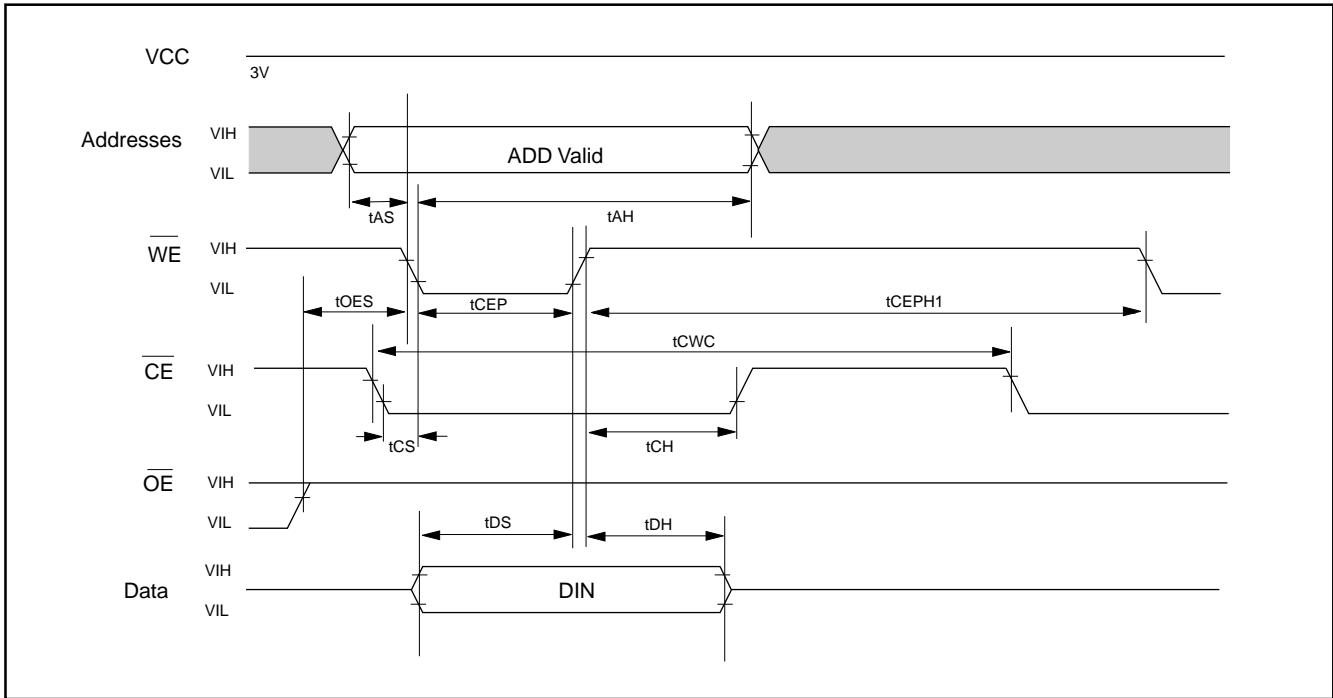 VCC
3V
Addresses
VIH
VIL
ADD Valid
tAS
tAH
WE
VIH
VIL
tOES
tCEP
tCEPH1
tCWC
CE
VIH
VIL
tCS
tCH
OE
VIH
VIL
tDS
tDH
Data
VIH
VIL
DIN